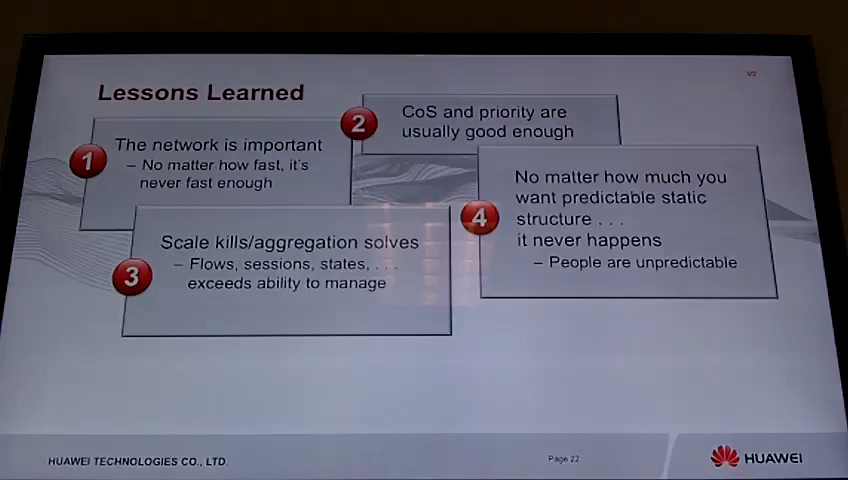 V2
Lessons Learned
1
The network is important
– No matter how fast, it's
never fast enough
2
CoS and priority are
usually good enough
3
Scale kills/aggregation solves
– Flows, sessions, states, . . .
exceeds ability to manage
4
No matter how much you
want predictable static
structure . . .
it never happens
– People are unpredictable
HUAWEI TECHNOLOGIES CO., LTD.
Page 22
HUAWEI